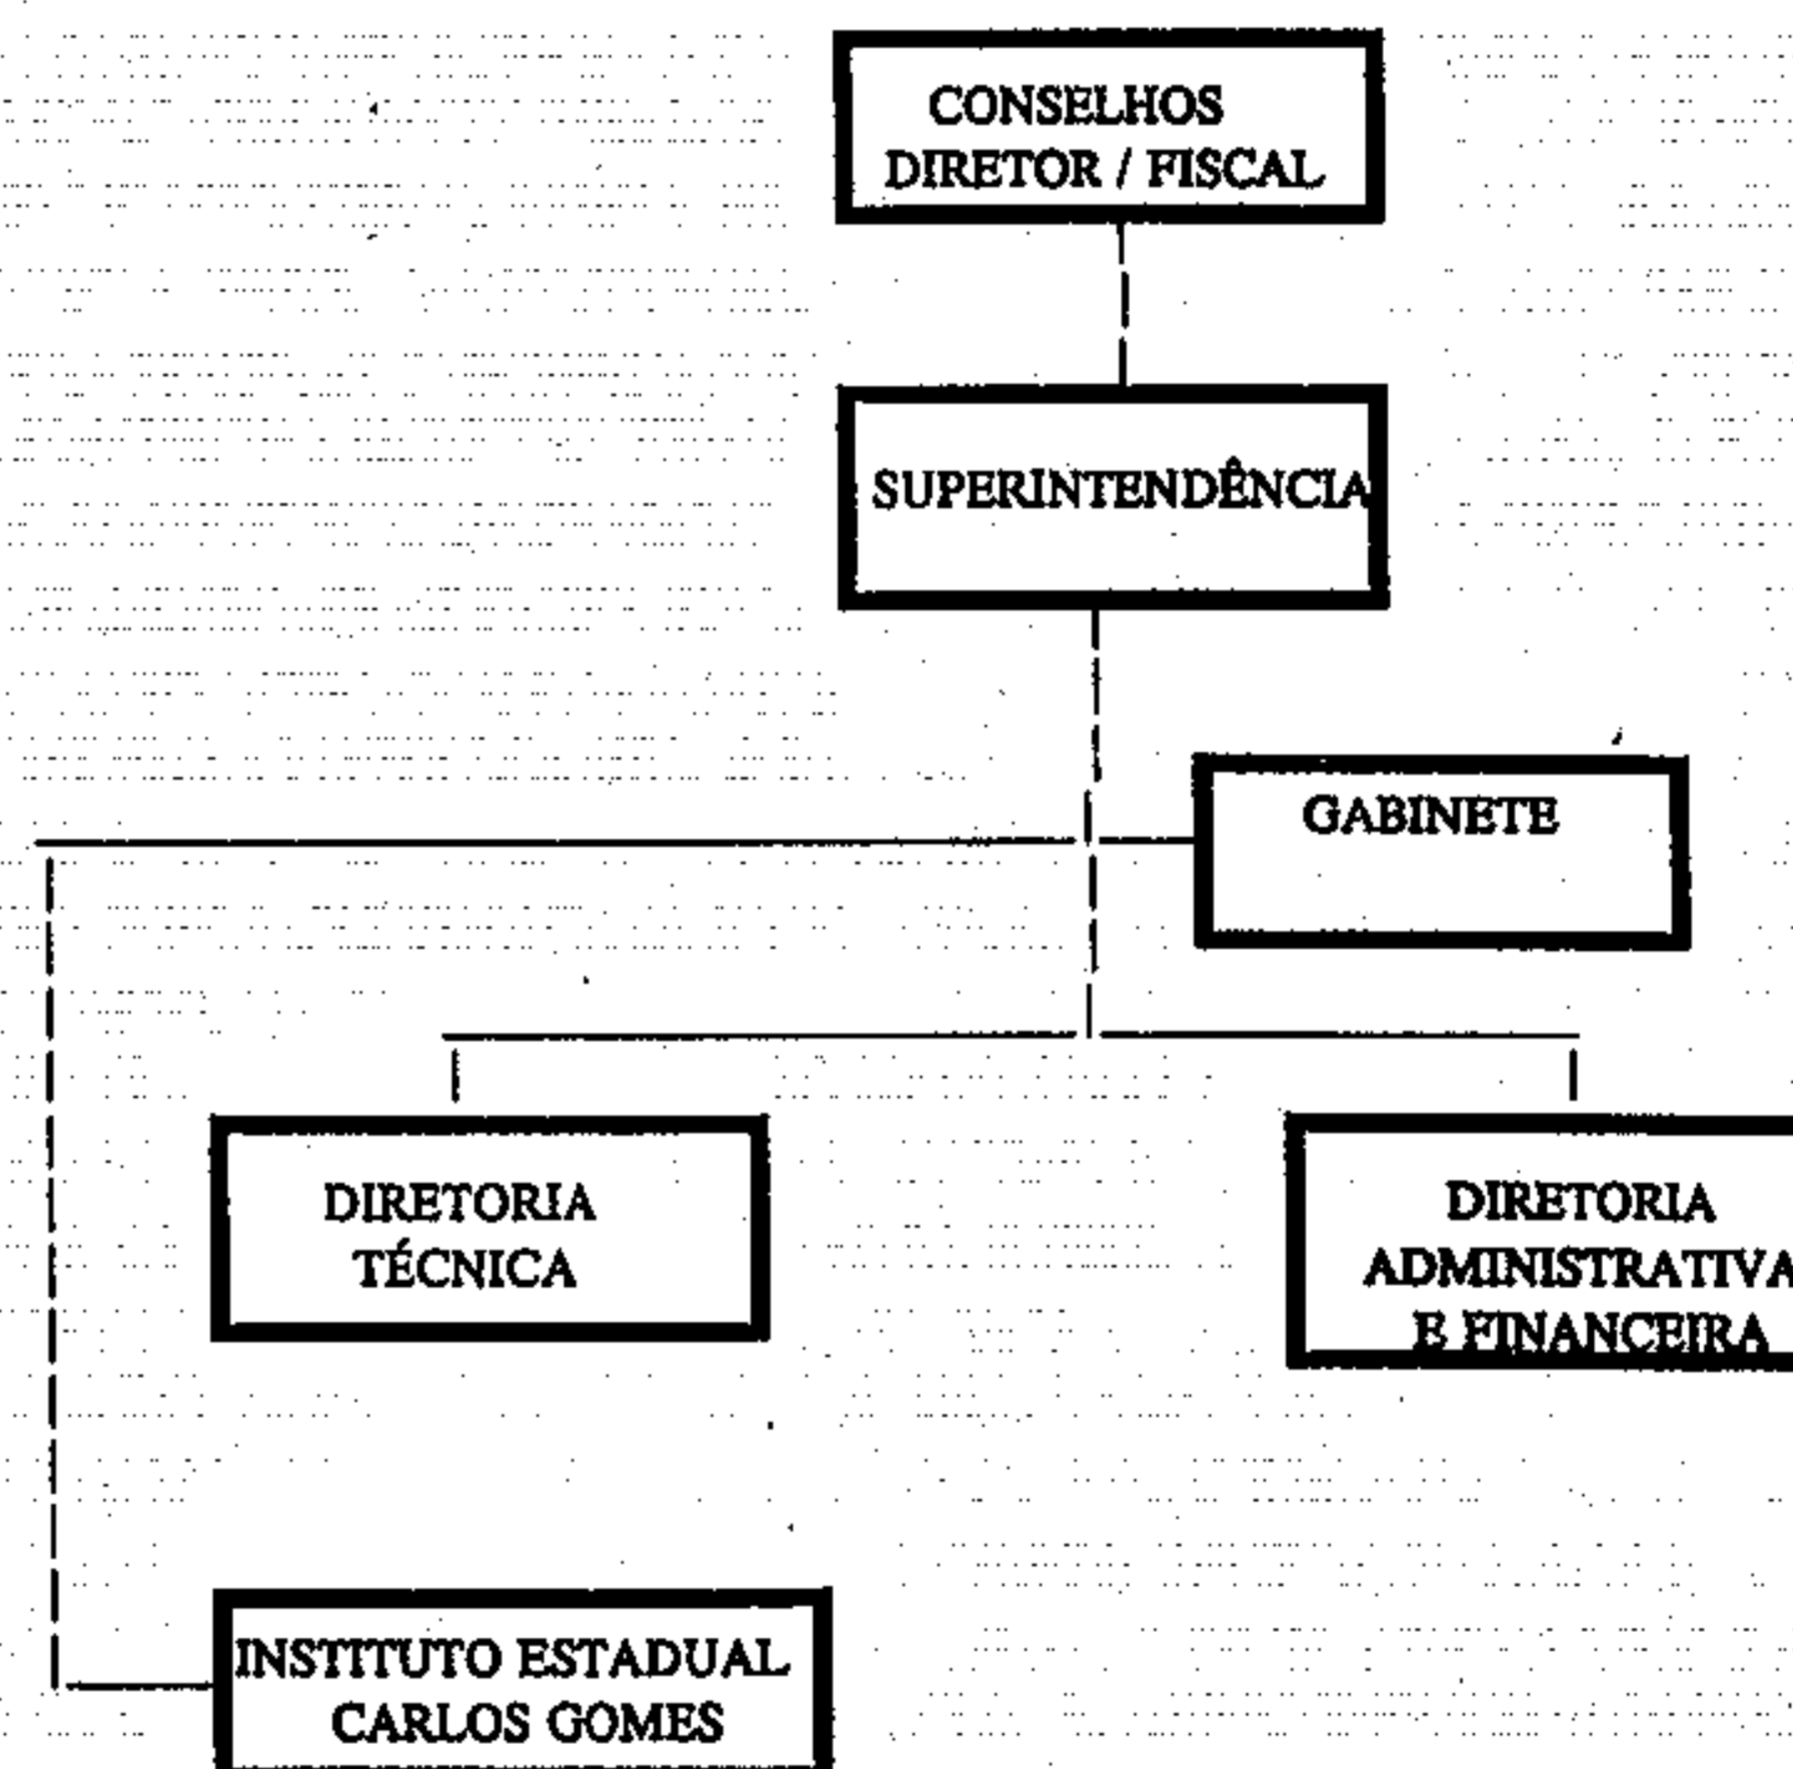 CONSELHOS
DIRETOR / FISCAL
SUPERINTENDÊNCIA
GABINETE
DIRETORIA
TÉCNICA
DIRETORIA
ADMINISTRATIVA
E FINANCEIRA
INSTITUTO ESTADUAL
CARLOS GOMES